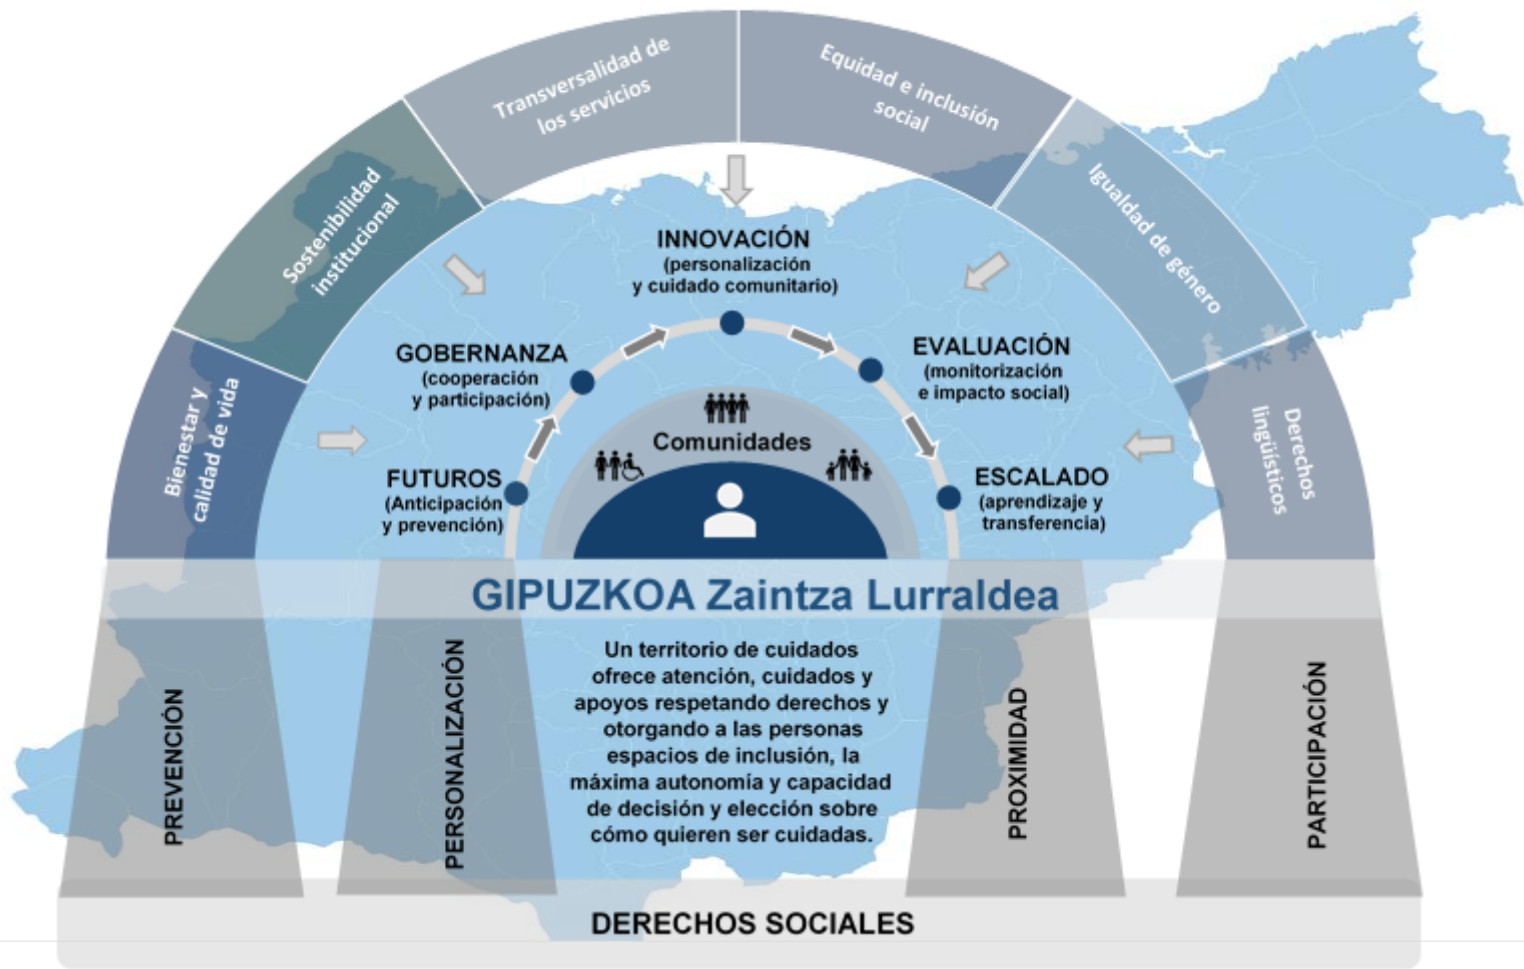 Transversalidad de
los servicios
Equidad e inclusión
social
Sostenibilidad
institucional
Igualdad de género
Bienestar y
calidad de vida
Derechos
lingüísticos
INNOVACIÓN
(personalización
y cuidado comunitario)
GOBERNANZA
(cooperación
y participación)
EVALUACIÓN
(monitorización
e impacto social)
FUTUROS
(Anticipación
y prevención)
ESCALADO
(aprendizaje y
transferencia)
Comunidades
GIPUZKOA Zaintza Lurraldea
PREVENCIÓN
PERSONALIZACIÓN
Un territorio de cuidados
ofrece atención, cuidados y
apoyos respetando derechos y
otorgando a las personas
espacios de inclusión, la
máxima autonomía y capacidad
de decisión y elección sobre
cómo quieren ser cuidadas.
PROXIMIDAD
PARTICIPACIÓN
DERECHOS SOCIALES